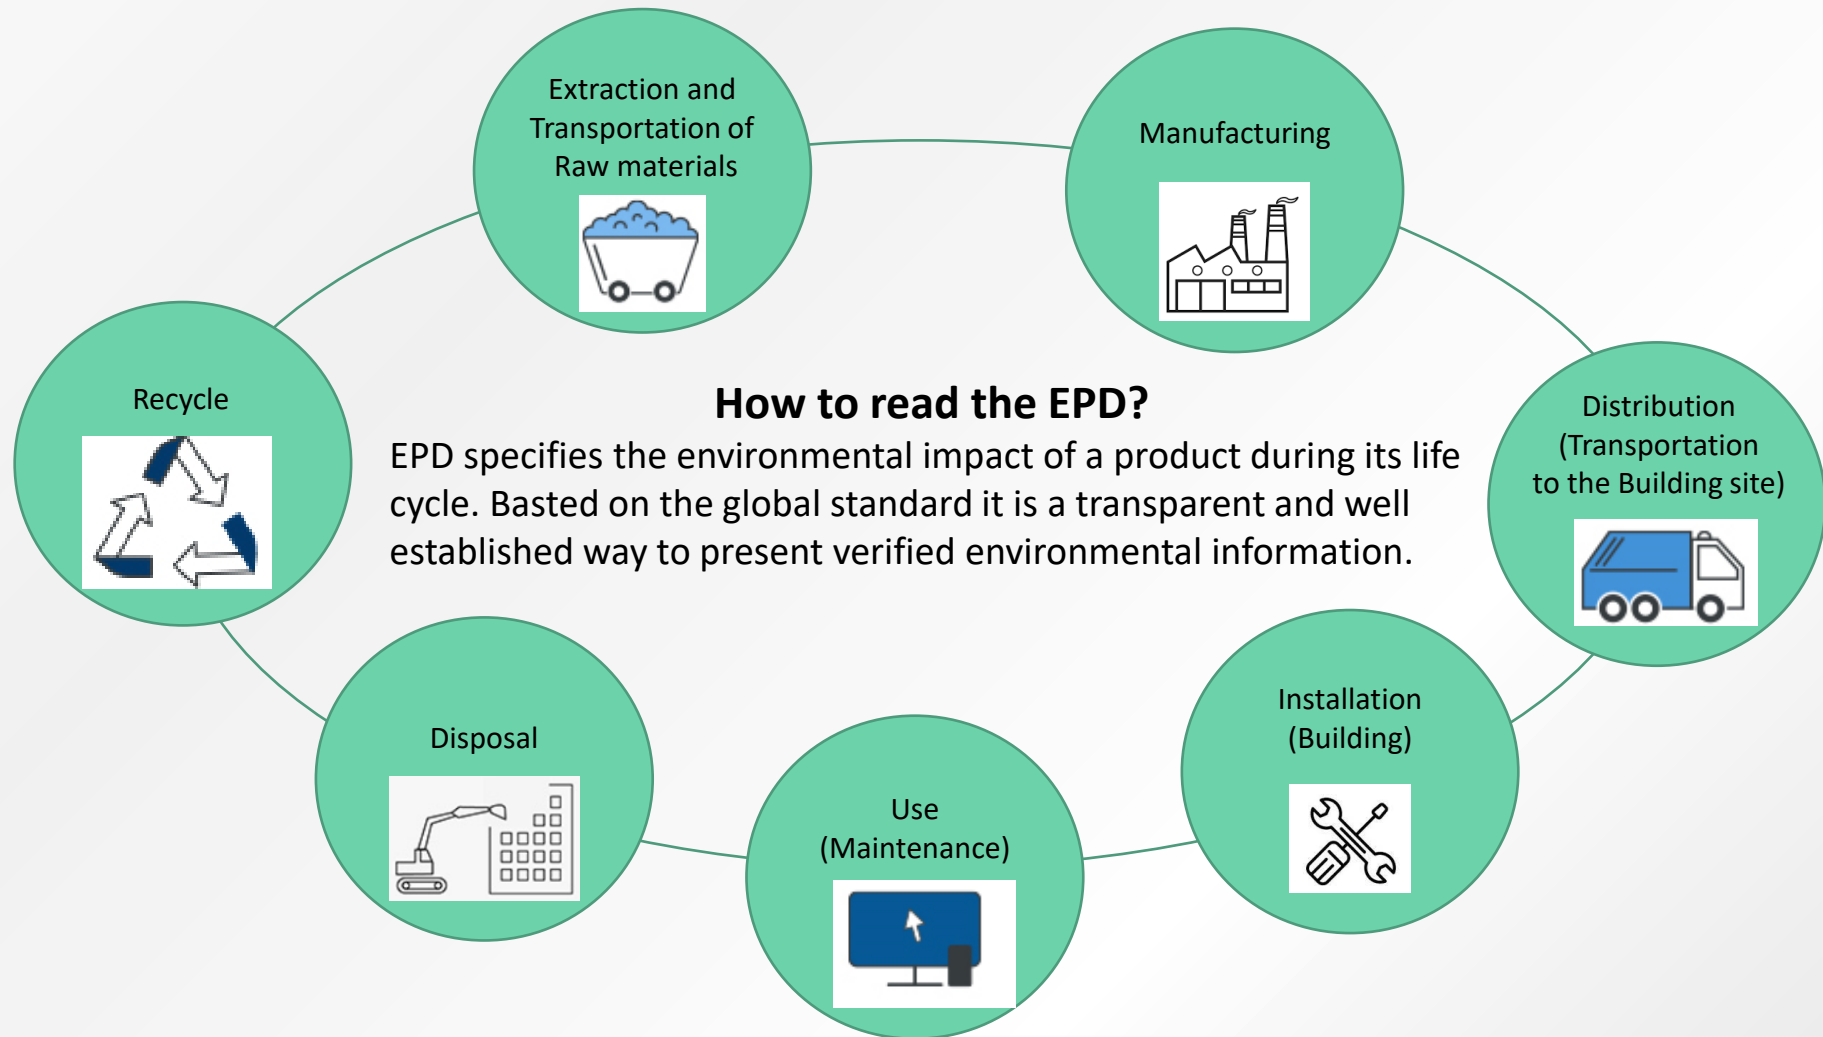 Extraction and
Transportation of
Raw materials
Manufacturing
Recycle
How to read the EPD?
EPD specifies the environmental impact of a product during its life
cycle. Basted on the global standard it is a transparent and well
established way to present verified environmental information.
Distribution
(Transportation
to the Building site)
Installation
(Building)
Disposal
Use
(Maintenance)